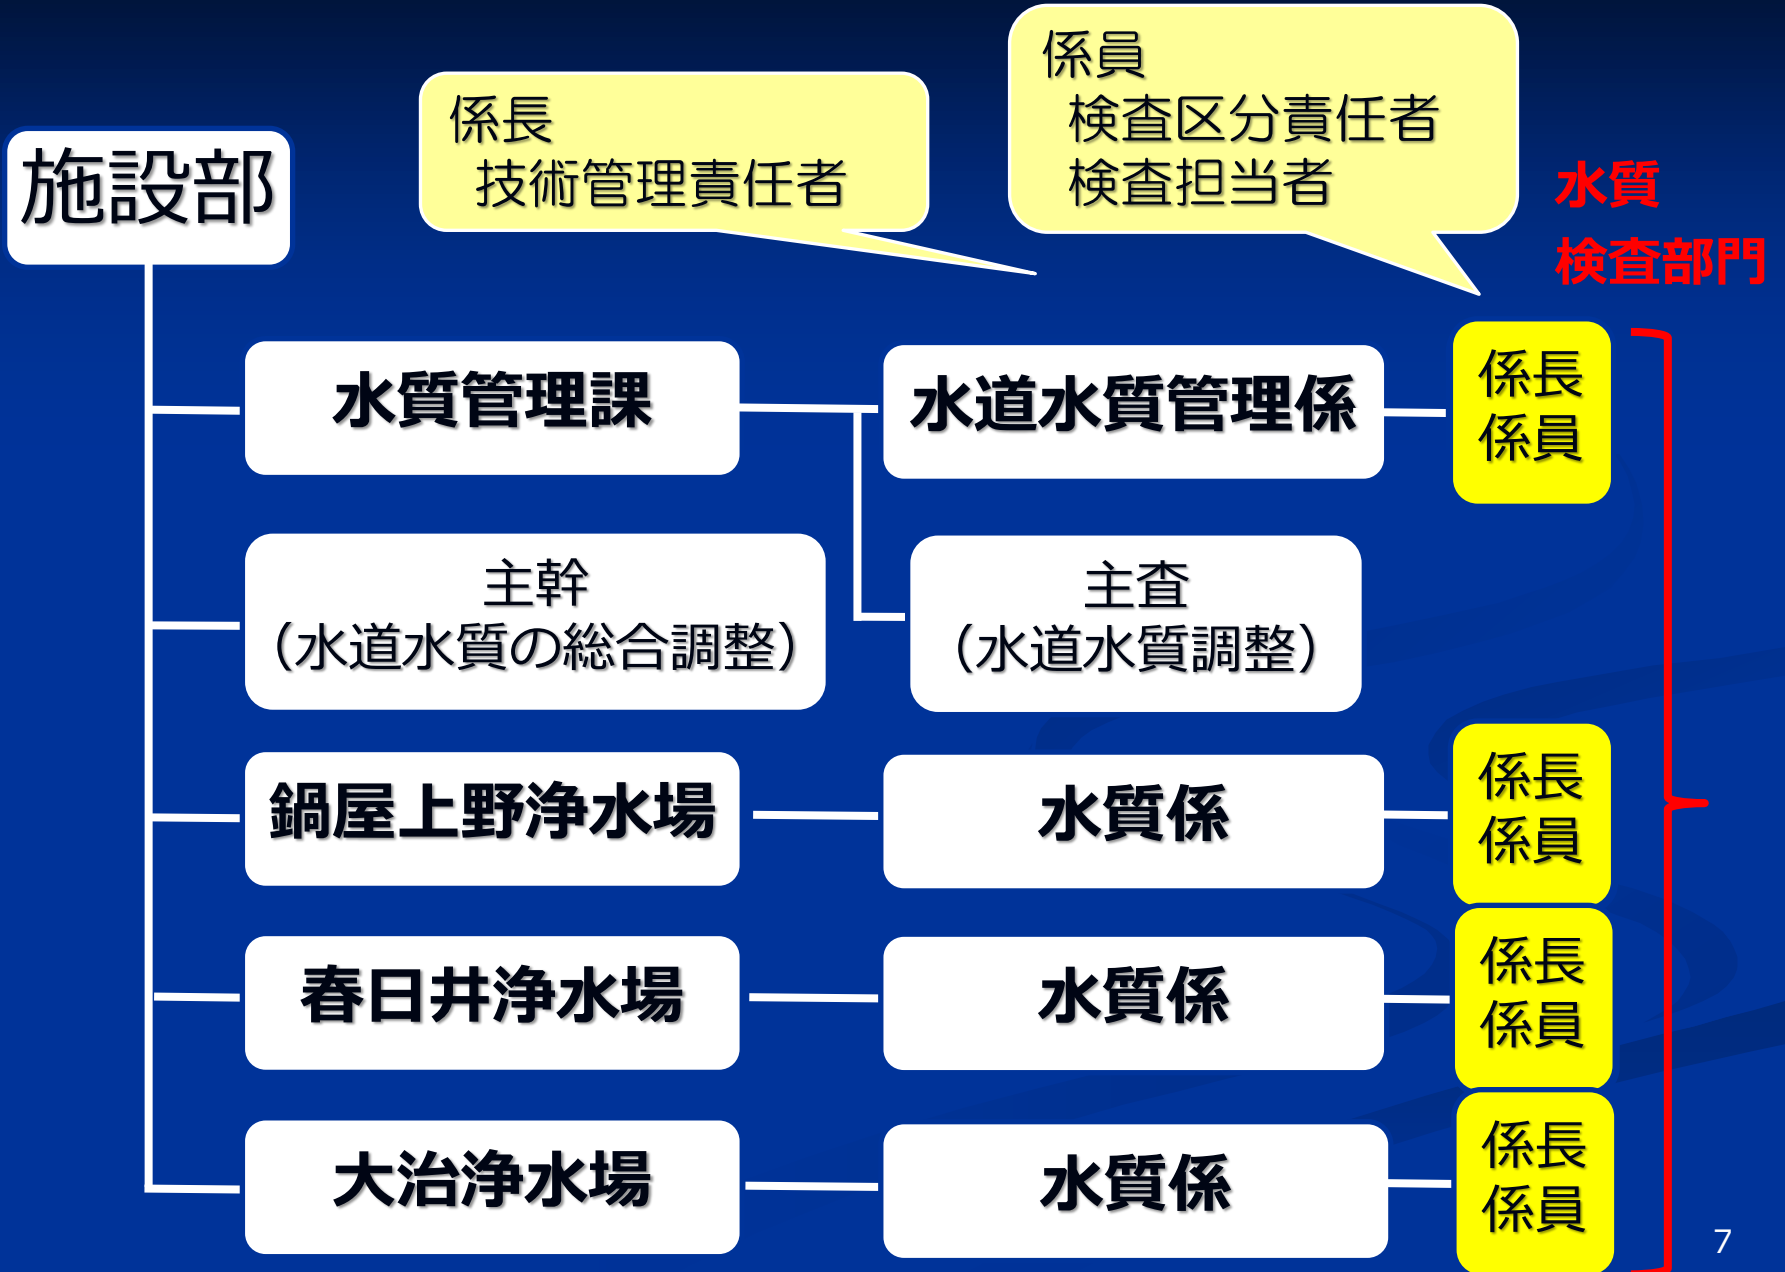 係員
検査区分責任者
検査担当者
係長
技術管理責任者
施設部
水質
検査部門
水質管理課
水道水質管理係
係長
係員
主幹
（水道水質の総合調整）
主査
（水道水質調整）
鍋屋上野浄水場
水質係
係長
係員
春日井浄水場
水質係
係長
係員
大治浄水場
水質係
係長
係員
7